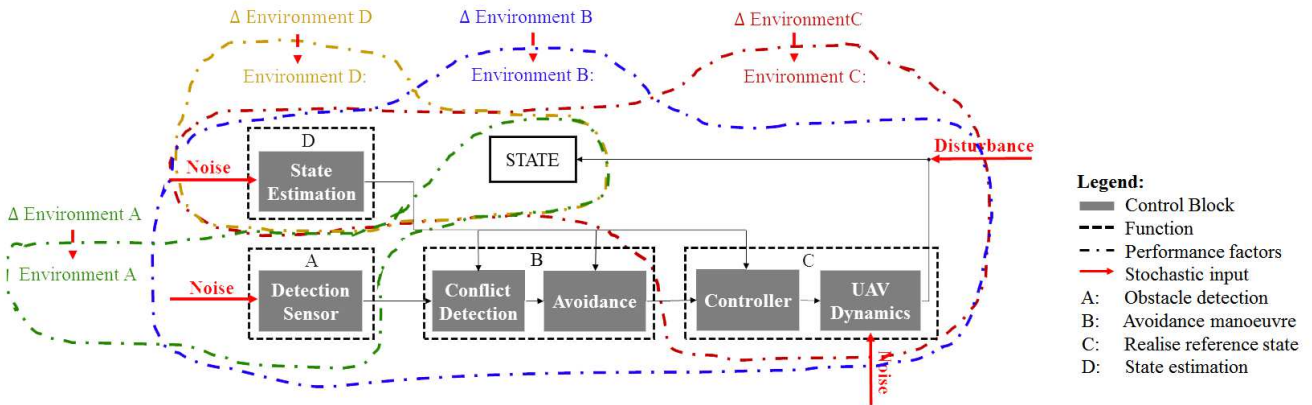 Δ Environment D
Δ Environment B
Δ EnvironmentC
Environment D:
Environment B:
Environment C:
D
STATE
Disturbance
Noise
State
Estimation
Legend:
Control Block
Function
Performance factors
Stochastic input
A: Obstacle detection
B: Avoidance manoeuvre
C: Realise reference state
D: State estimation
Δ Environment A
Environment A
A
B
C
Noise
Detection
Sensor
Conflict
Detection
Avoidance
Controller
UAV
Dynamics
Noise